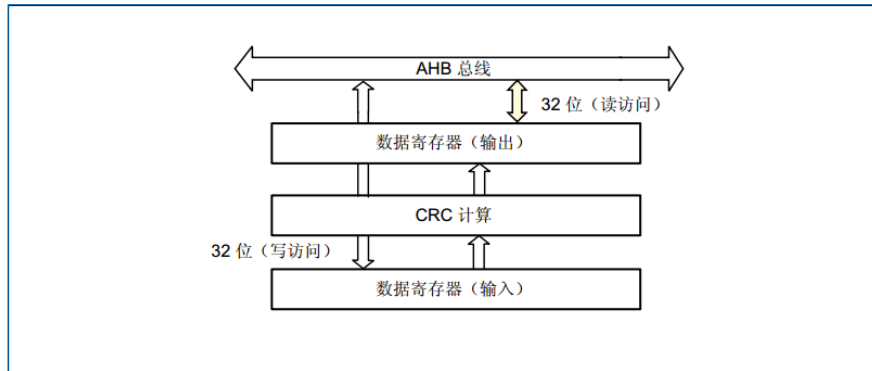 AHB 总线
32 位（读访问）
数据寄存器（输出）
CRC 计算
32 位（写访问）
数据寄存器（输入）